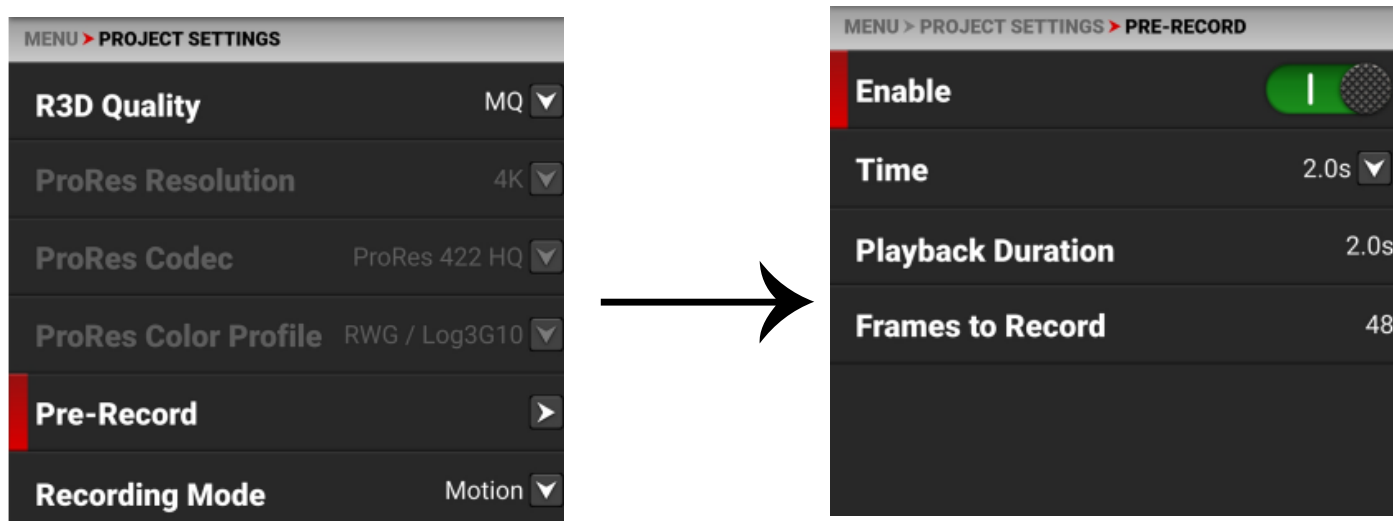 MENU > PROJECT SETTINGS
R3D Quality MQ
ProRes Resolution 4K
ProRes Codec ProRes 422 HQ
ProRes Color Profile RWG / Log3G10
Pre-Record
Recording Mode Motion
MENU > PROJECT SETTINGS > PRE-RECORD
Enable
Time 2.0s
Playback Duration 2.0s
Frames to Record 48